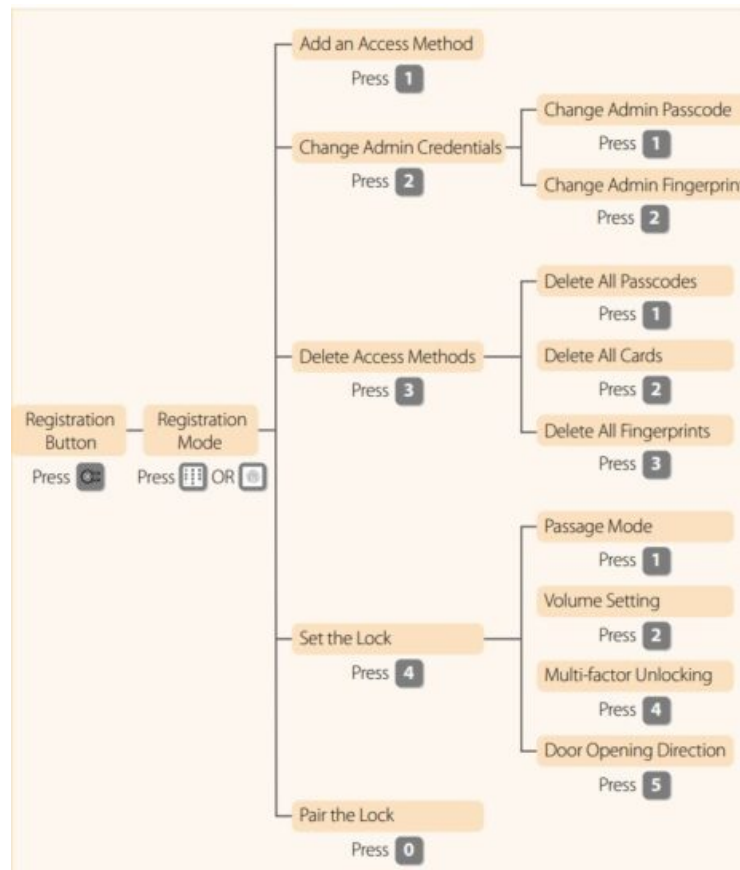 Add an Access Method
Press 1
Change Admin Passcode
Press 1
Change Admin Credentials
Press 2
Change Admin Fingerprin
Press 2
Delete All Passcodes
Press 1
Delete Access Methods
Press 3
Delete All Cards
Press 2
Delete All Fingerprints
Press 3
Registration
Button
Press
Registration
Mode
Press OR
Passage Mode
Press 1
Volume Setting
Press 2
Set the Lock
Press 4
Multi-factor Unlocking
Press 4
Door Opening Direction
Press 5
Pair the Lock
Press 0